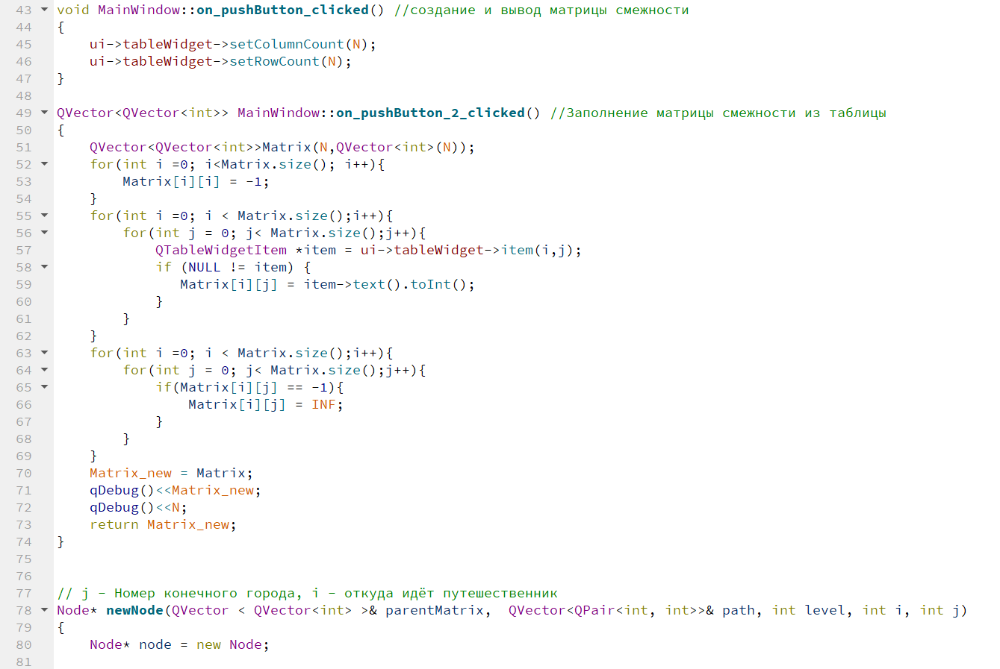 43 void MainWindow::on_pushButton_clicked() //создание и вывод матрицы смежности
44 {
45     ui->tableWidget->setColumnCount(N);
46     ui->tableWidget->setRowCount(N);
47 }
48
49 QVector<QVector<int>> MainWindow::on_pushButton_2_clicked() //Заполнение матрицы смежности из таблицы
50 {
51     QVector<QVector<int>>Matrix(N,QVector<int>(N));
52     for(int i =0; i<Matrix.size(); i++){
53         Matrix[i][i] = -1;
54     }
55     for(int i =0; i < Matrix.size();i++){
56         for(int j = 0; j< Matrix.size();j++){
57             QTableWidgetItem *item = ui->tableWidget->item(i,j);
58             if (NULL != item) {
59                Matrix[i][j] = item->text().toInt();
60             }
61         }
62     }
63     for(int i =0; i < Matrix.size();i++){
64         for(int j = 0; j< Matrix.size();j++){
65             if(Matrix[i][j] == -1){
66                 Matrix[i][j] = INF;
67             }
68         }
69     }
70     Matrix_new = Matrix;
71     qDebug()<<Matrix_new;
72     qDebug()<<N;
73     return Matrix_new;
74 }
75
76
77 // j - Номер конечного города, i - откуда идёт путешественник
78 Node* newNode(QVector < QVector<int> >& parentMatrix,  QVector<QPair<int, int>>& path, int level, int i, int j)
79 {
80     Node* node = new Node;
81